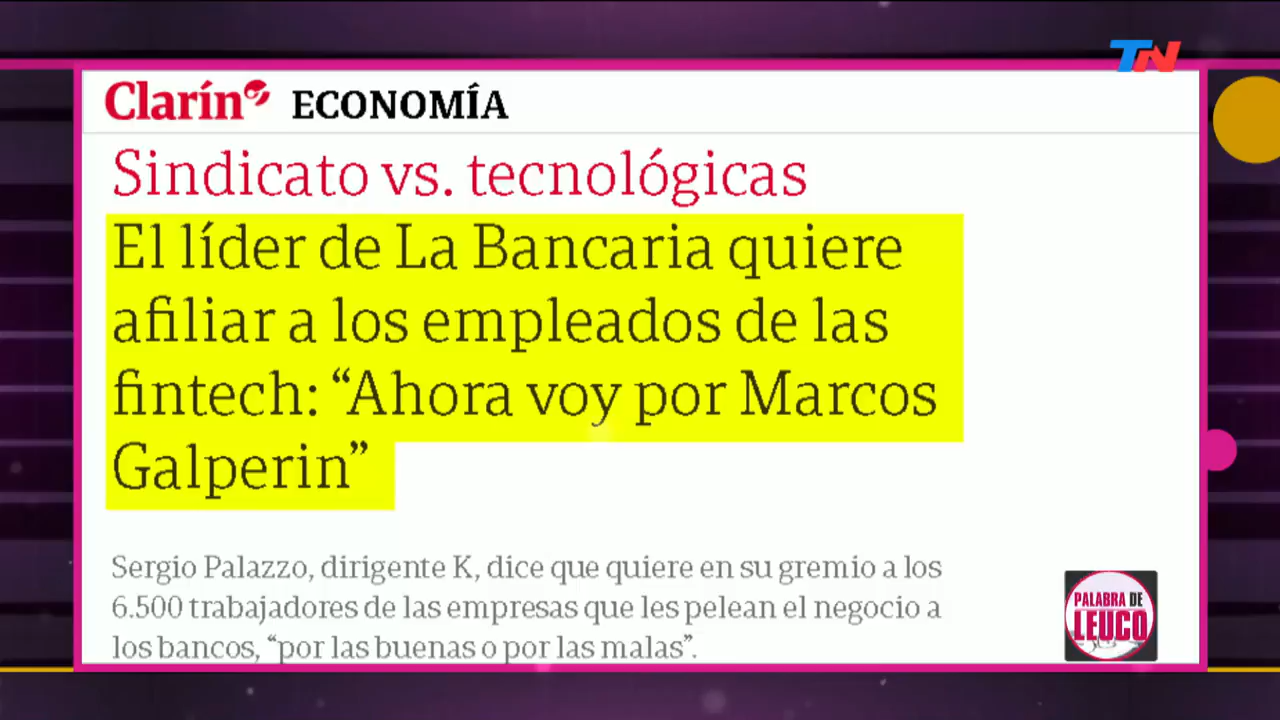 TN
Clarín ECONOMÍA
Sindicato vs. tecnológicas
El líder de La Bancaria quiere
afiliar a los empleados de las
fintech: “Ahora voy por Marcos
Galperin”
Sergio Palazzo, dirigente K, dice que quiere en su gremio a los
6.500 trabajadores de las empresas que les pelean el negocio a
los bancos, “por las buenas o por las malas”.
PALABRA DE
LEUCO